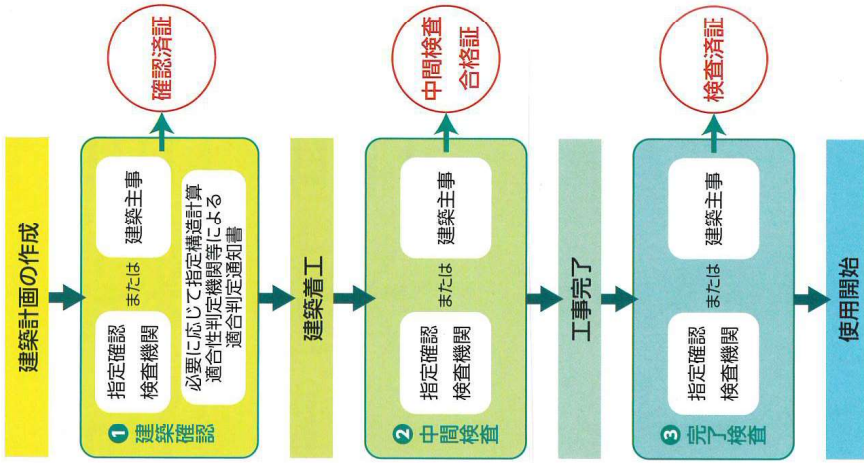 建築計画の作成
❶ 建築確認
指定確認
検査機関
または
建築主事
必要に応じて指定構造計算
適合性判定機関等による
適合判定通知書
確認済証
建築着工
❷ 中間検査
指定確認
検査機関
または
建築主事
中間検査
合格証
工事完了
❸ 完了検査
指定確認
検査機関
または
建築主事
検査済証
使用開始